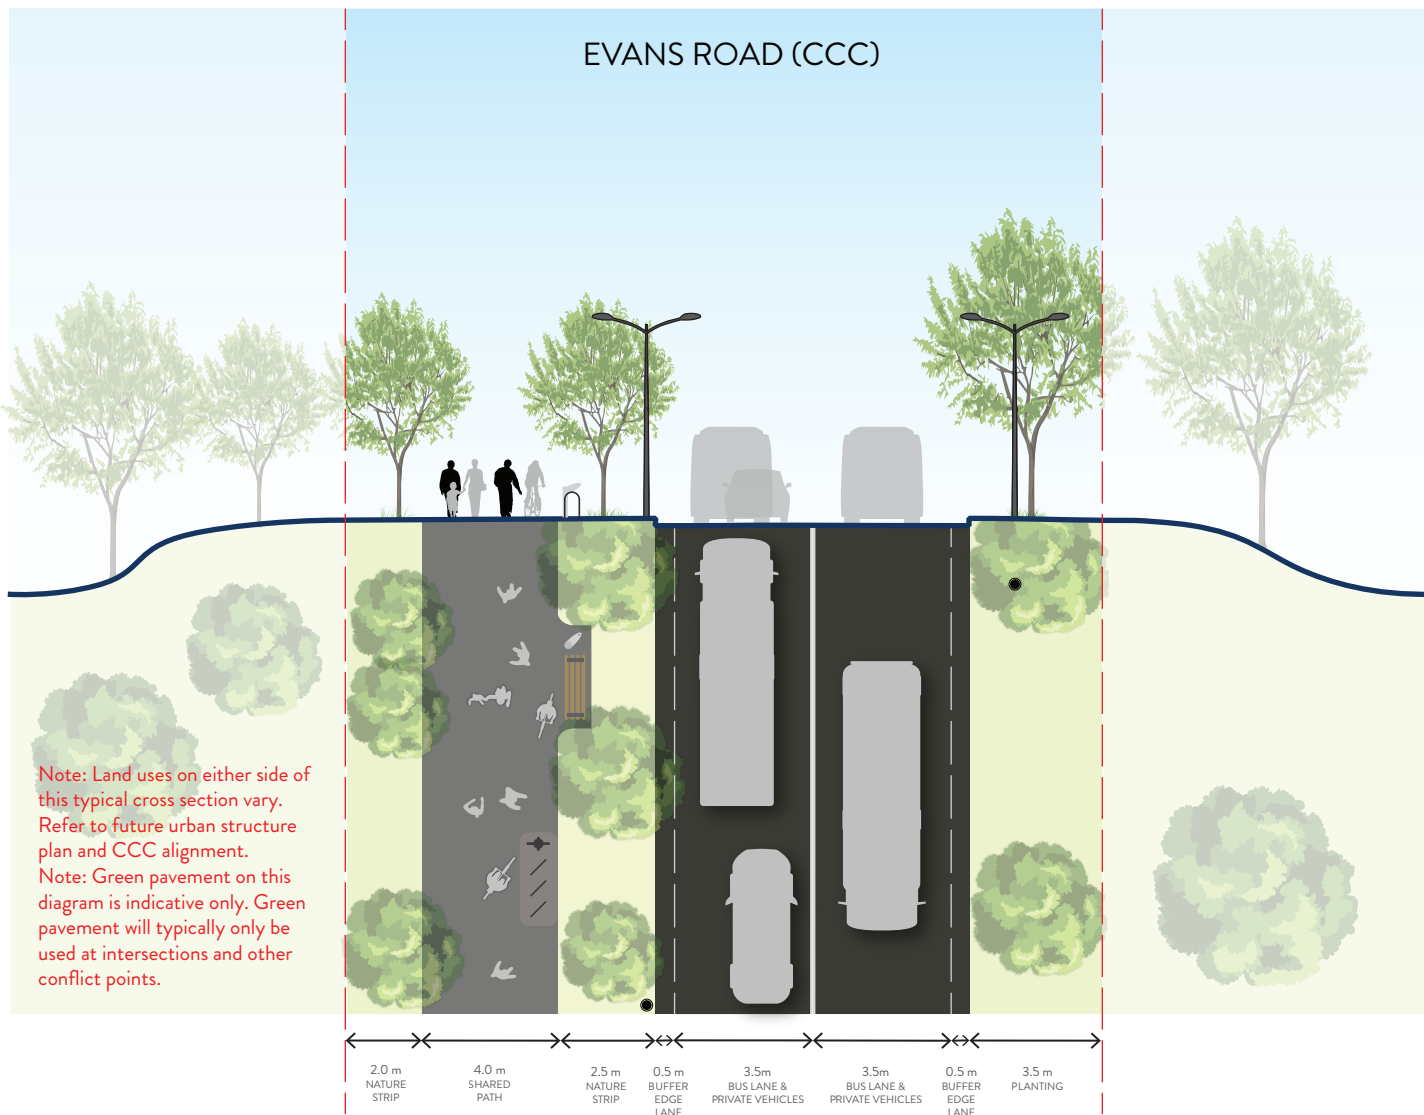 EVANS ROAD (CCC)
Note: Land uses on either side of
this typical cross section vary.
Refer to future urban structure
plan and CCC alignment.
Note: Green pavement on this
diagram is indicative only. Green
pavement will typically only be
used at intersections and other
conflict points.
2.0 m
NATURE
STRIP
4.0 m
SHARED
PATH
2.5 m
NATURE
STRIP
0.5 m
BUFFER
EDGE
LANE
3.5m
BUS LANE &
PRIVATE VEHICLES
3.5m
BUS LANE &
PRIVATE VEHICLES
0.5 m
BUFFER
EDGE
LANE
3.5 m
PLANTING